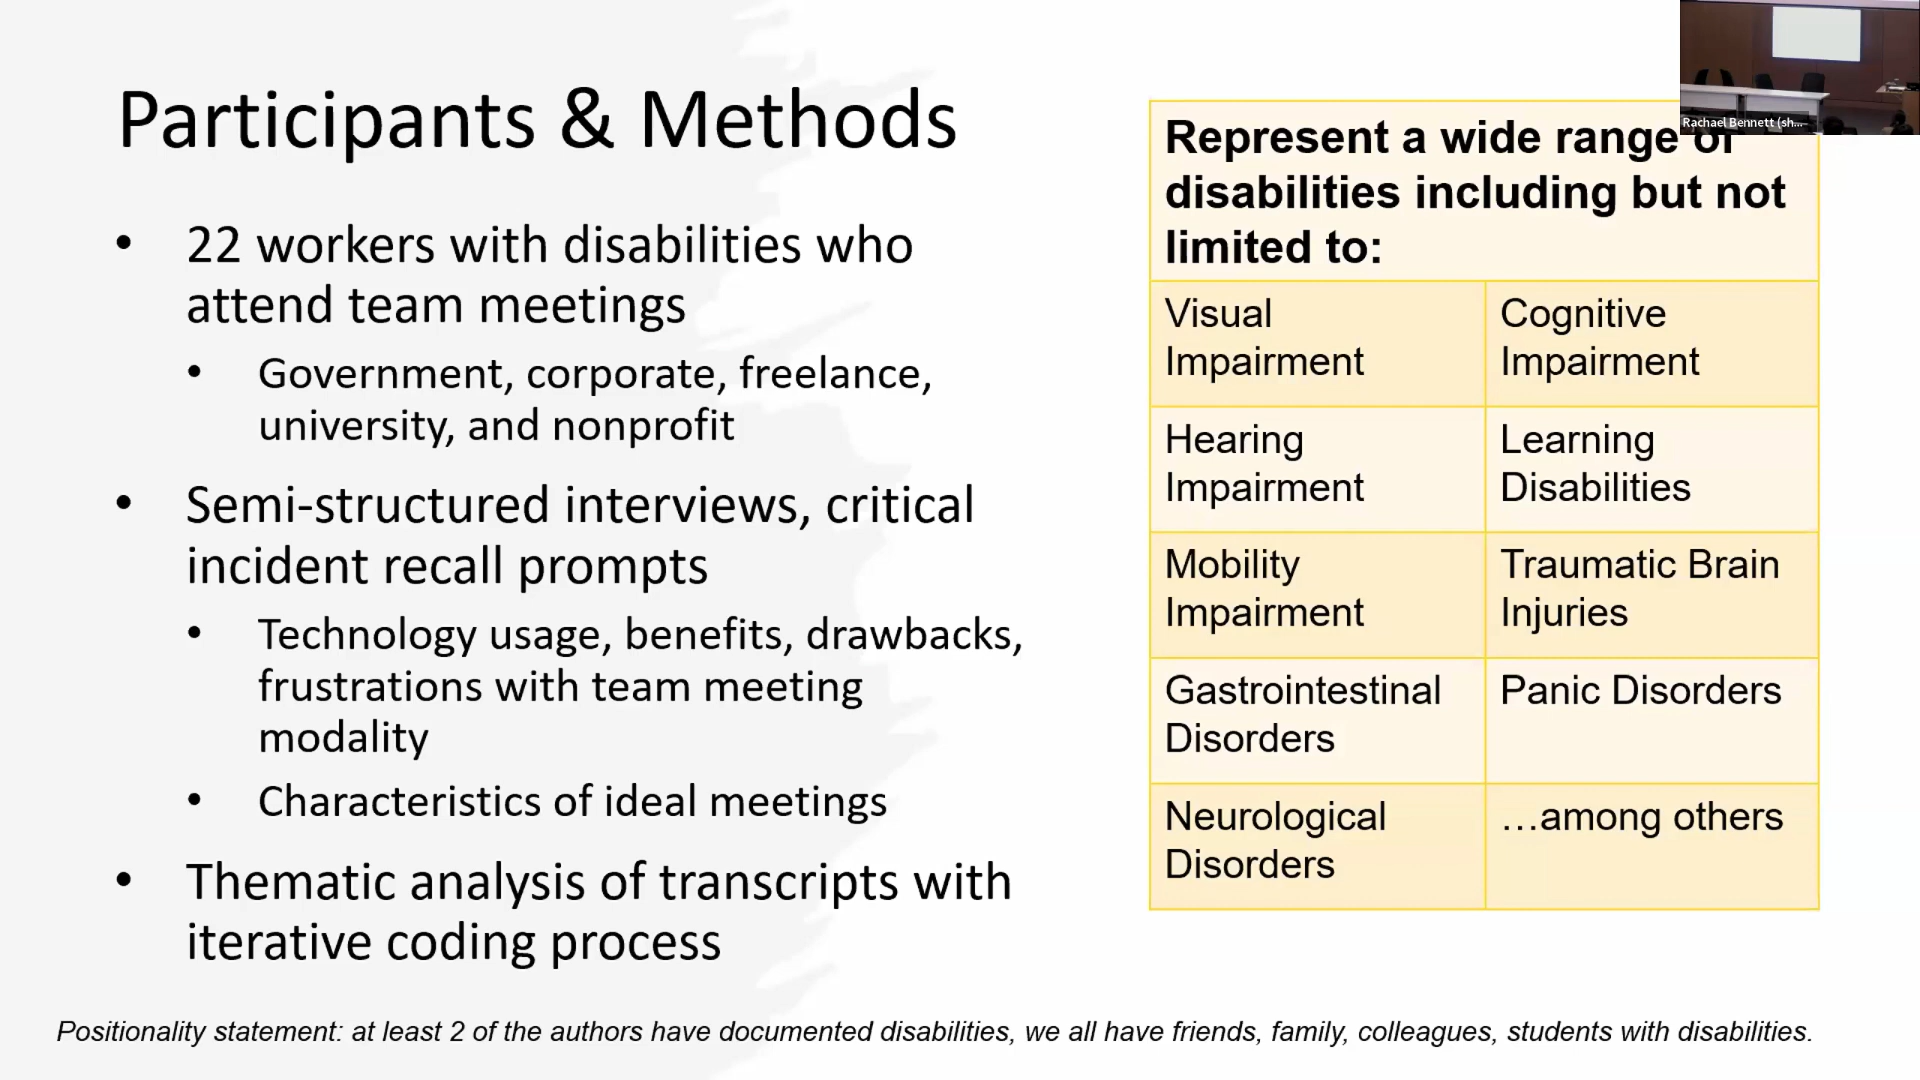 Participants & Methods
• 22 workers with disabilities who
attend team meetings
• Government, corporate, freelance,
university, and nonprofit
• Semi-structured interviews, critical
incident recall prompts
• Technology usage, benefits, drawbacks,
frustrations with team meeting
modality
• Characteristics of ideal meetings
• Thematic analysis of transcripts with
iterative coding process
Rachael Bennett (sh...
Represent a wide range of
disabilities including but not
limited to:
Visual
Impairment
Cognitive
Impairment
Hearing
Impairment
Learning
Disabilities
Mobility
Impairment
Traumatic Brain
Injuries
Gastrointestinal
Disorders
Panic Disorders
Neurological
Disorders
…among others
Positionality statement: at least 2 of the authors have documented disabilities, we all have friends, family, colleagues, students with disabilities.